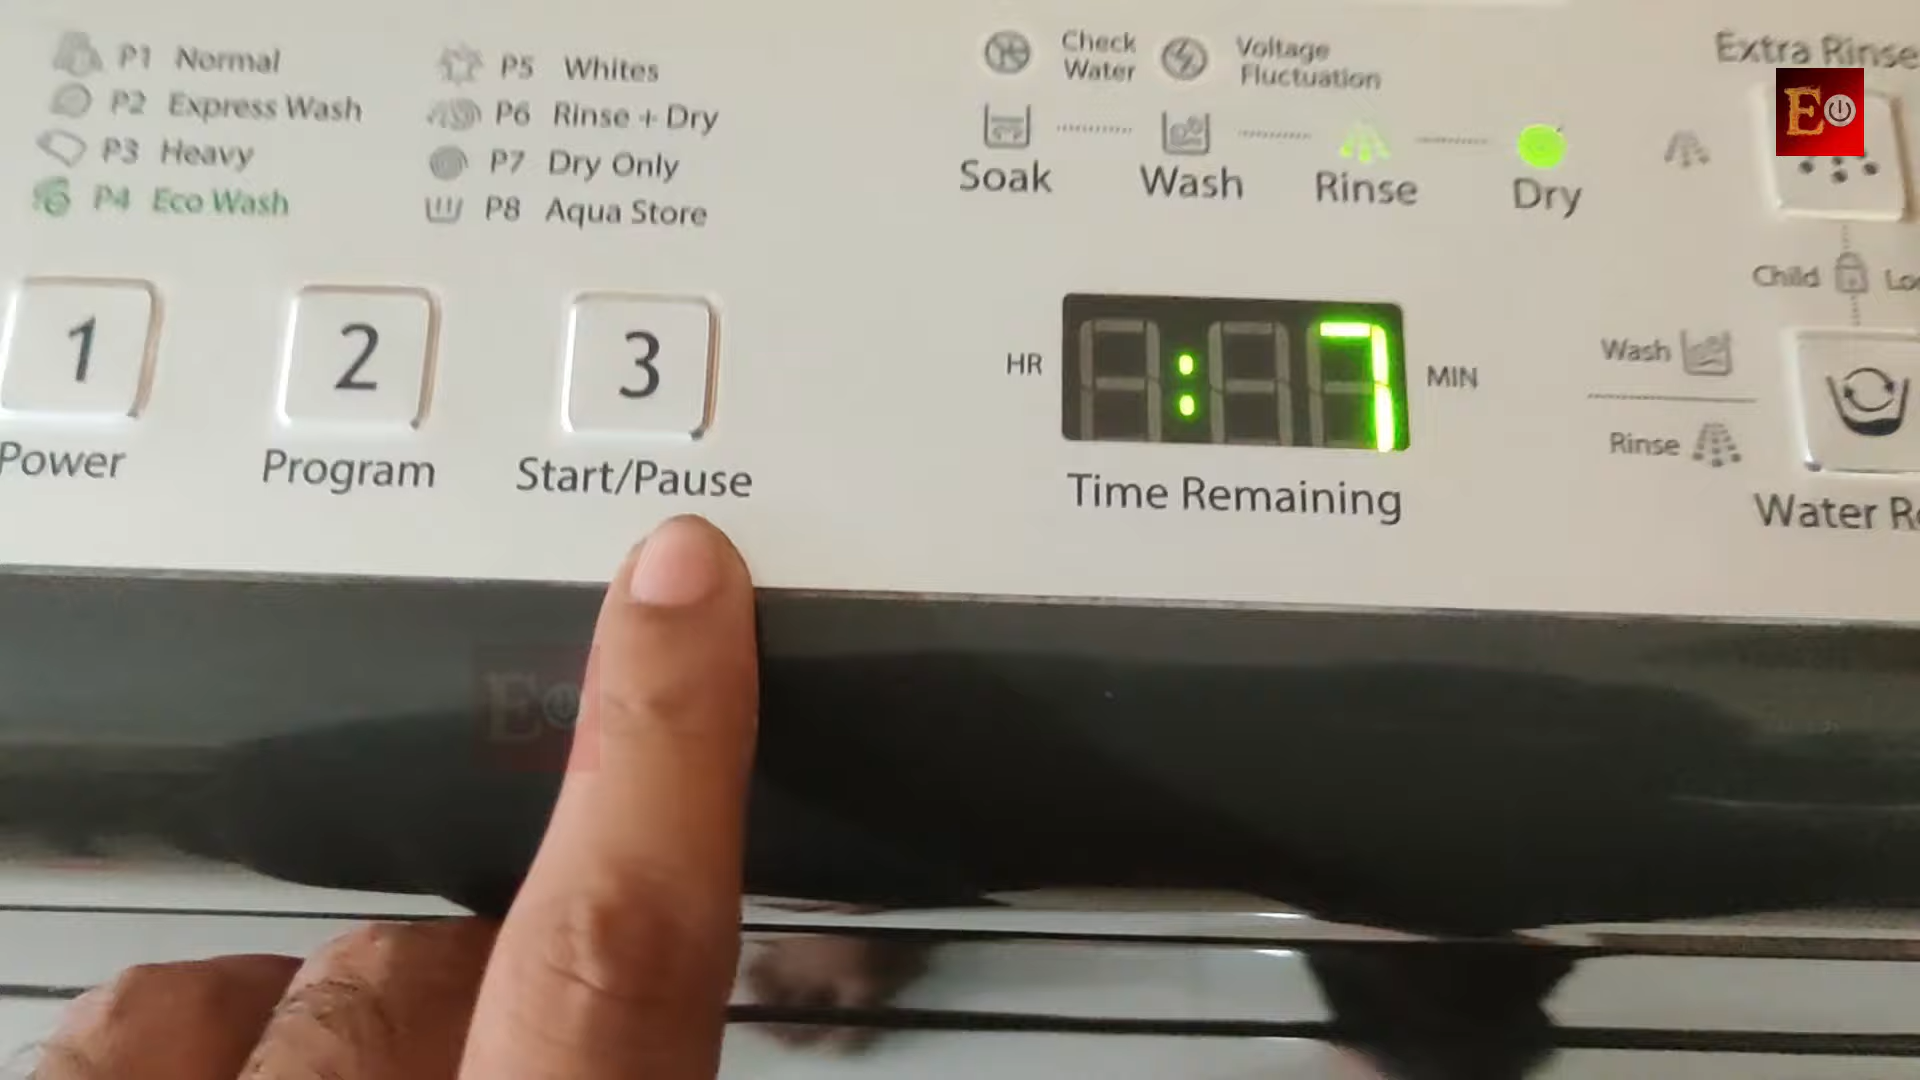 P1 Normal
P2 Express Wash
P3 Heavy
P4 Eco Wash
P5 Whites
P6 Rinse + Dry
P7 Dry Only
P8 Aqua Store
Check
Water
Voltage
Fluctuation
Soak
Wash
Rinse
Dry
Extra Rinse
E
Child
1
2
3
Power
Program
Start/Pause
HR
:7
MIN
Time Remaining
Wash
Rinse
Water
E